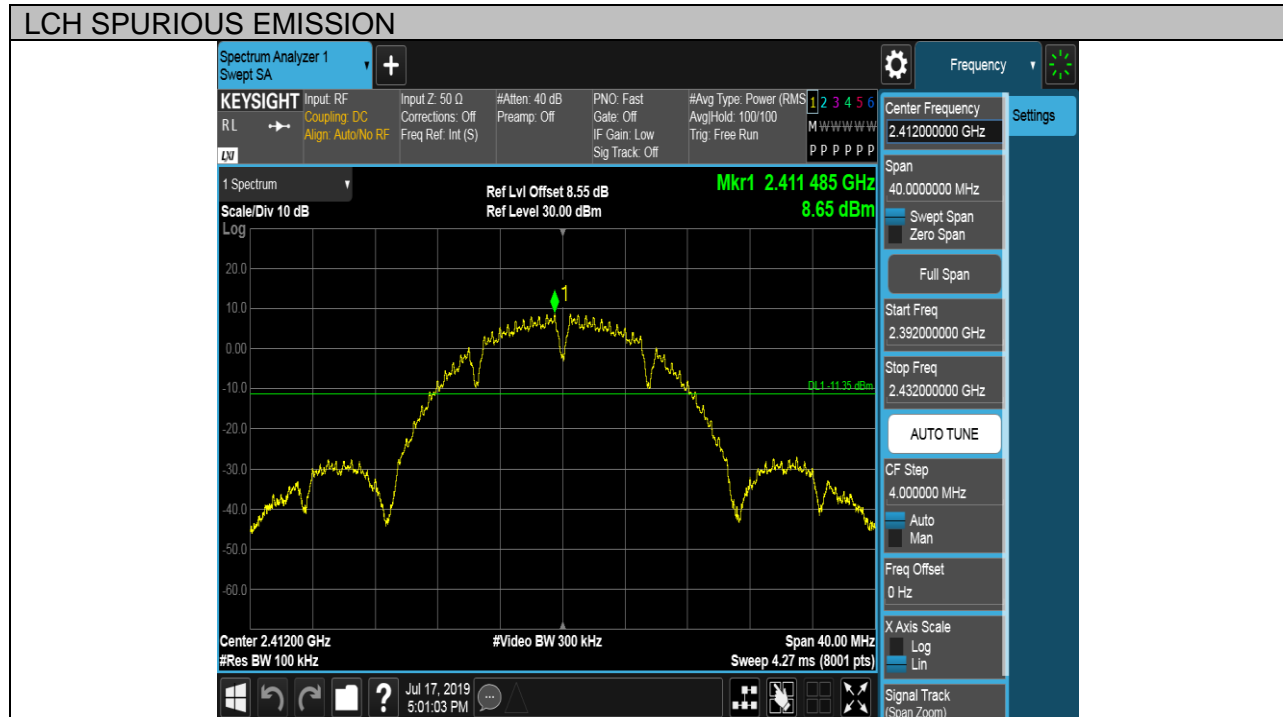 LCH SPURIOUS EMISSION
Spectrum Analyzer 1
Swept SA
Frequency
KEYSIGHT
RL
LXI
Input: RF
Coupling: DC
Align: Auto/No RF
Input Z: 50 Ω
Corrections: Off
Freq Ref: Int (S)
#Atten: 40 dB
Preamp: Off
PNO: Fast
Gate: Off
IF Gain: Low
Sig Track: Off
#Avg Type: Power (RMS
Avg|Hold: 100/100
Trig: Free Run
1 2 3 4 5 6
M W W W W W
P P P P P P
1 Spectrum
Scale/Div 10 dB
Ref Lvl Offset 8.55 dB
Ref Level 30.00 dBm
Mkr1 2.411 485 GHz
8.65 dBm
Log
20.0
10.0
0.00
-10.0
-20.0
-30.0
-40.0
-50.0
-60.0
1
DL1 -11.35 dBm
Center 2.41200 GHz
#Res BW 100 kHz
#Video BW 300 kHz
Span 40.00 MHz
Sweep 4.27 ms (8001 pts)
Center Frequency
2.412000000 GHz
Settings
Span
40.0000000 MHz
Swept Span
Zero Span
Full Span
Start Freq
2.392000000 GHz
Stop Freq
2.432000000 GHz
AUTO TUNE
CF Step
4.000000 MHz
Auto
Man
Freq Offset
0 Hz
X Axis Scale
Log
Lin
Signal Track
(Span Zoom)
?
Jul 17, 2019
5:01:03 PM